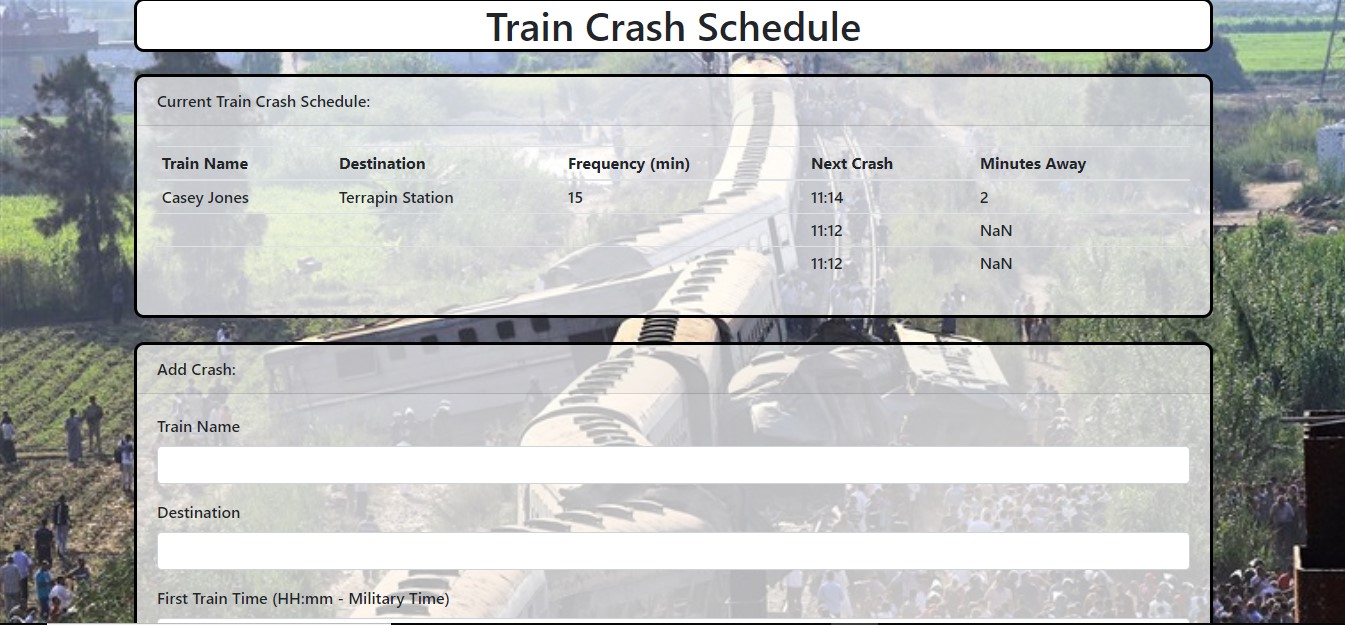 Train Crash Schedule
Current Train Crash Schedule:
Train Name Destination Frequency (min) Next Crash Minutes Away
Casey Jones Terrapin Station 15 11:14 2
11:12 NaN
11:12 NaN
Add Crash:
Train Name
Destination
First Train Time (HH:mm - Military Time)